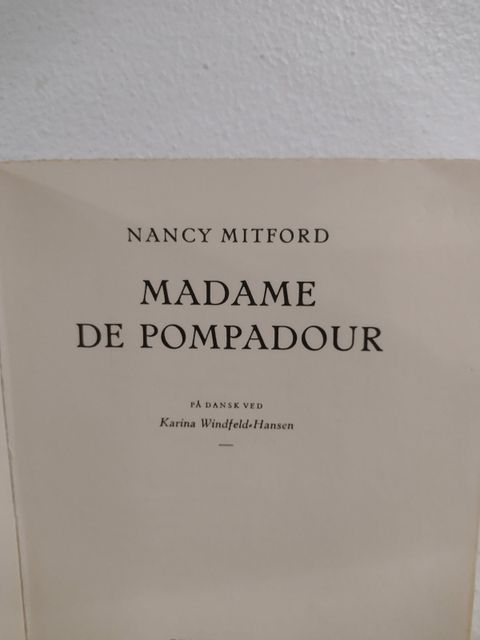 NANCY MITFORD
MADAME
DE POMPADOUR
PÅ DANSK VED
Karina Windfeld-Hansen